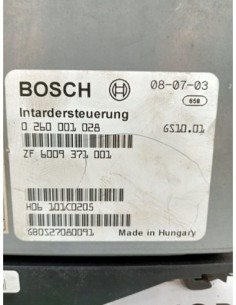 BOSCH 08-07-03
658
Intardersteuerung
0 260 001 028 GS10.01
ZF 6009 371 001
H06 101C0205
GB0527080091 Made in Hungary